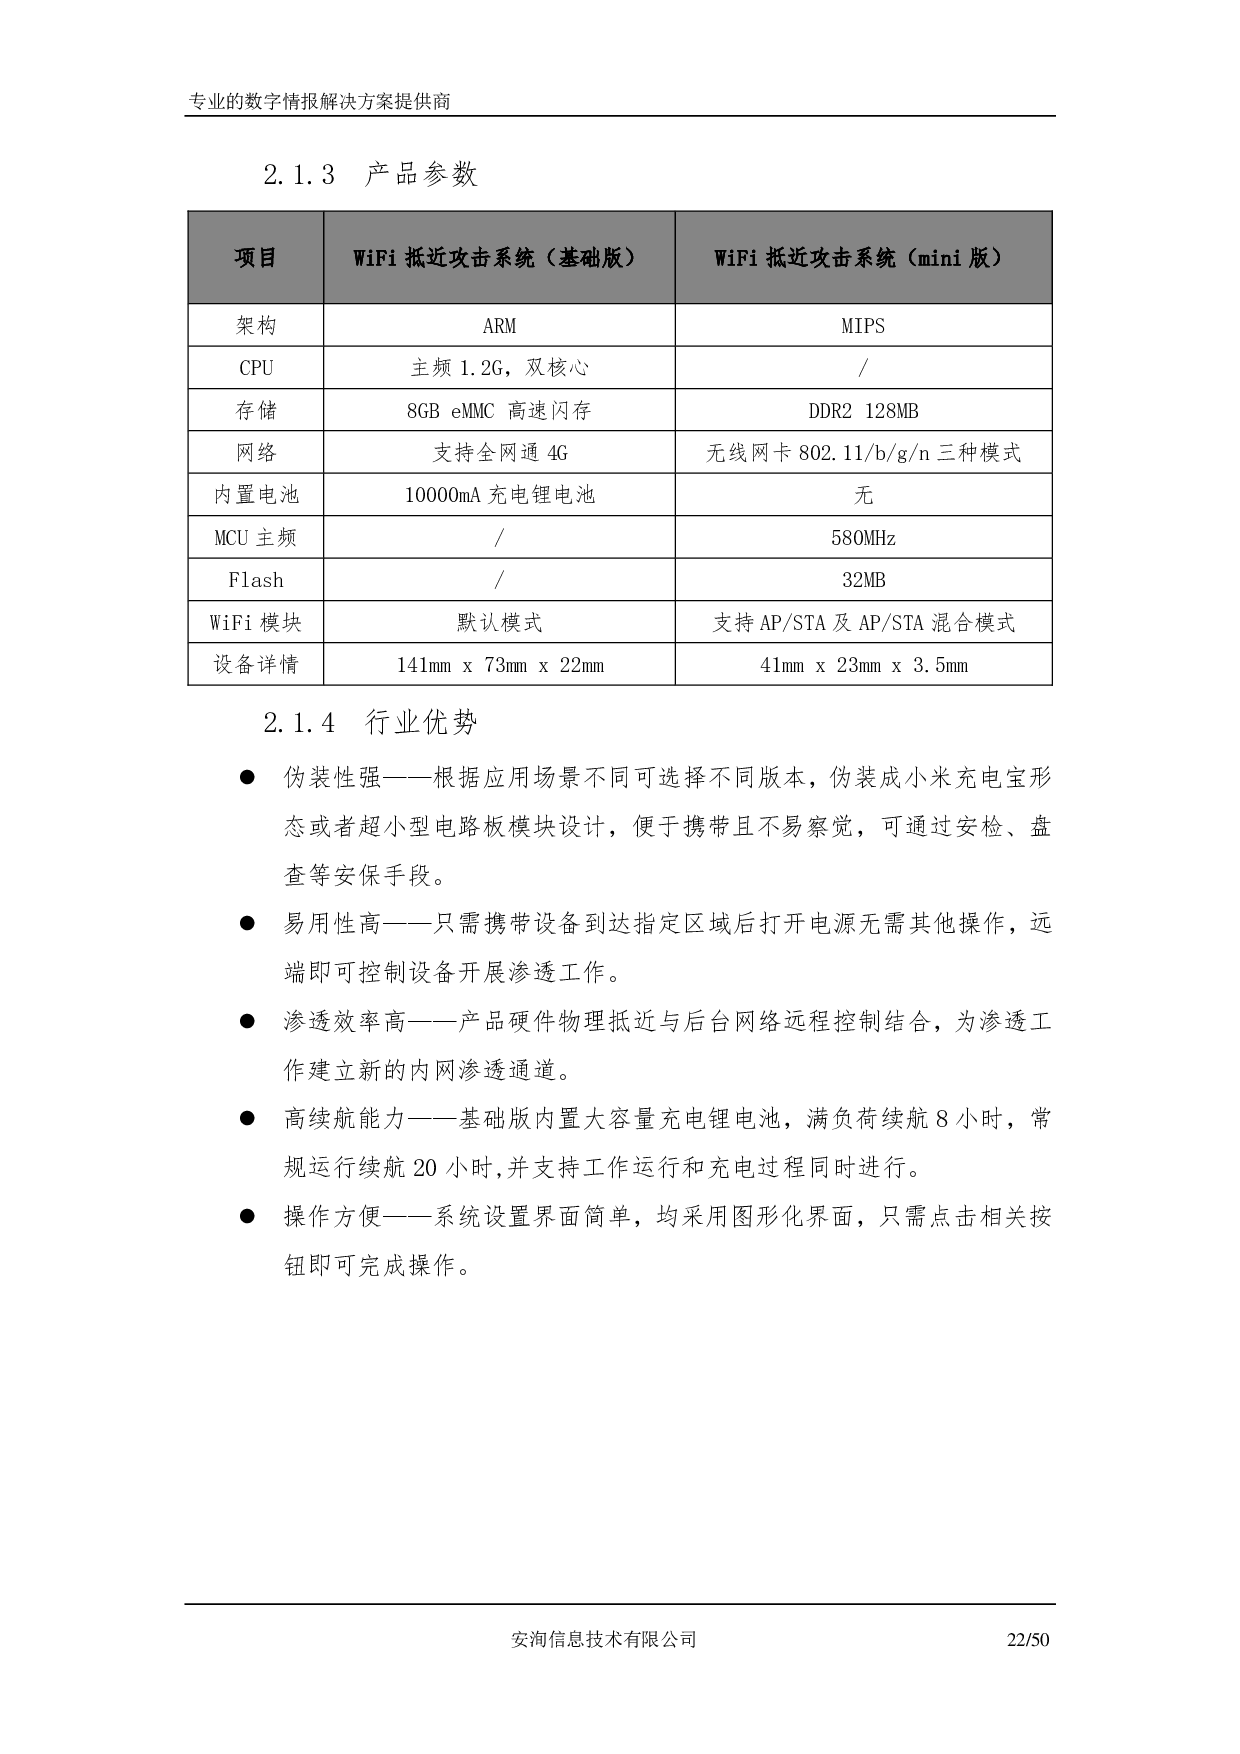 专业的数字情报解决方案提供商
2.1.3 产品参数
项目 WiFi 抵近攻击系统（基础版） WiFi 抵近攻击系统（mini 版）
架构 ARM MIPS
CPU 主频 1.2G，双核心 /
存储 8GB eMMC 高速闪存 DDR2 128MB
网络 支持全网通 4G 无线网卡 802.11/b/g/n 三种模式
内置电池 10000mA 充电锂电池 无
MCU 主频 / 580MHz
Flash / 32MB
WiFi 模块 默认模式 支持 AP/STA 及 AP/STA 混合模式
设备详情 141mm x 73mm x 22mm 41mm x 23mm x 3.5mm
2.1.4 行业优势
● 伪装性强——根据应用场景不同可选择不同版本，伪装成小米充电宝形
态或者超小型电路板模块设计，便于携带且不易察觉，可通过安检、盘
查等安保手段。
● 易用性高——只需携带设备到达指定区域后打开电源无需其他操作，远
端即可控制设备开展渗透工作。
● 渗透效率高——产品硬件物理抵近与后台网络远程控制结合，为渗透工
作建立新的内网渗透通道。
● 高续航能力——基础版内置大容量充电锂电池，满负荷续航 8 小时，常
规运行续航 20 小时,并支持工作运行和充电过程同时进行。
● 操作方便——系统设置界面简单，均采用图形化界面，只需点击相关按
钮即可完成操作。
安洵信息技术有限公司 22/50